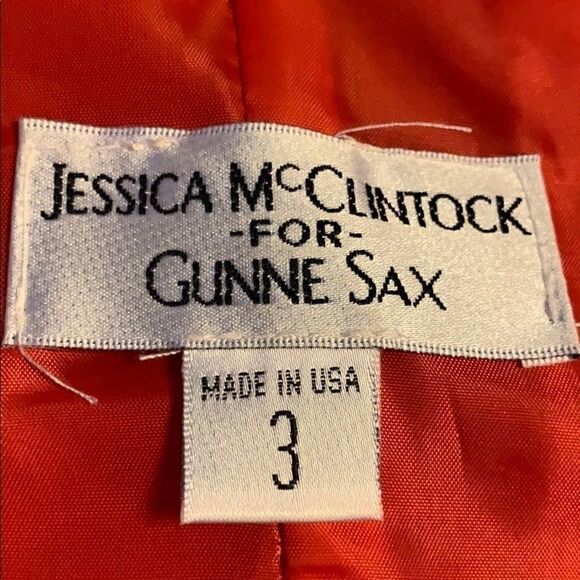 JESSICA MCCLINTOCK
-FOR-
GUNNE SAX
MADE IN USA
3